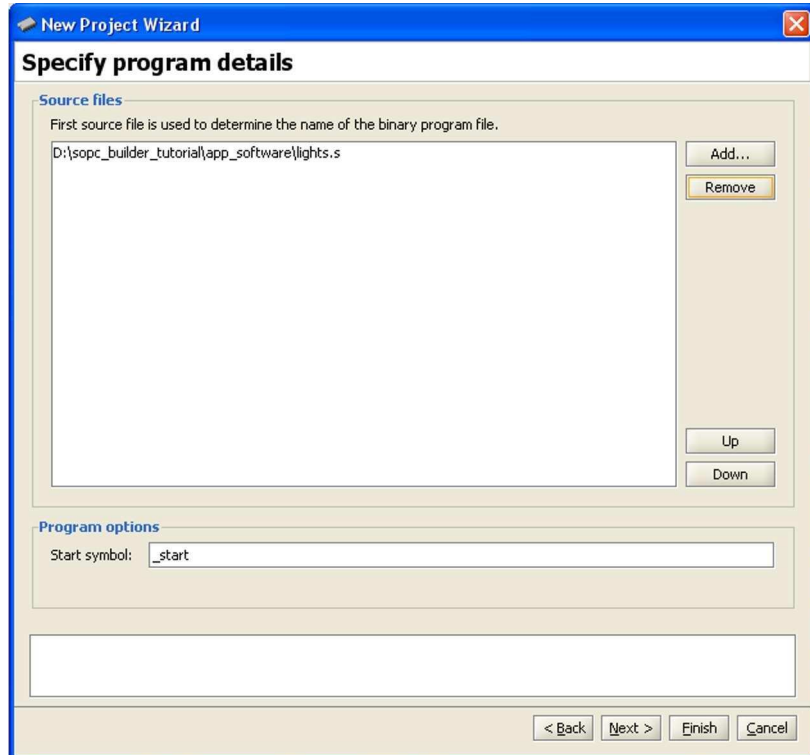 New Project Wizard
Specify program details
Source files
First source file is used to determine the name of the binary program file.
D:\sopc_builder_tutorial\app_software\lights.s
Add...
Remove
Up
Down
Program options
Start symbol: _start
< Back Next > Finish Cancel